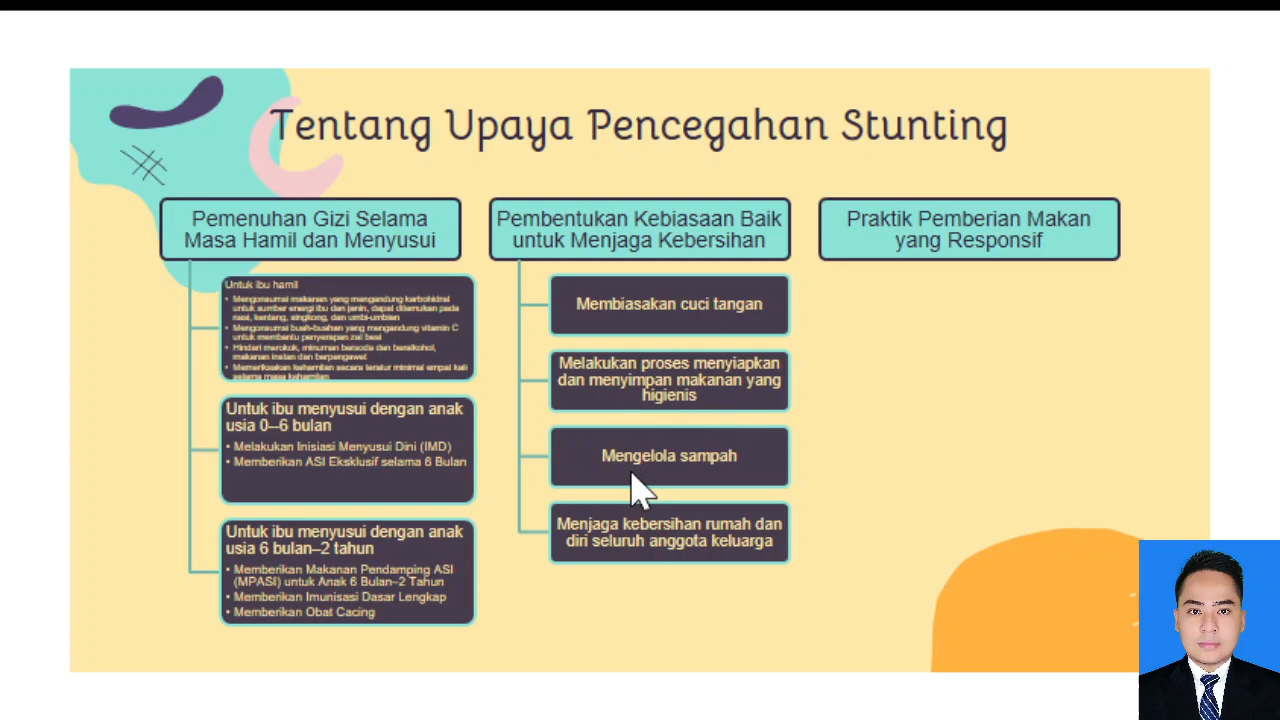 Tentang Upaya Pencegahan Stunting
Pemenuhan Gizi Selama
Masa Hamil dan Menyusui
Untuk ibu hamil
• Mengonsumsi makanan yang mengandung karbohidrat
untuk sumber energi ibu dan janin, dapat ditemukan pada
nasi, kentang, singkong, dan umbi-umbian
• Mengonsumsi buah-buahan yang mengandung vitamin C
untuk membantu penyerapan zat besi
• Hindari merokok, minuman bersoda dan beralkohol,
makanan instan dan berpengawet
• Memeriksakan kehamilan secara teratur minimal empat kali
selama masa kehamilan
Untuk ibu menyusui dengan anak
usia 0–6 bulan
• Melakukan Inisiasi Menyusui Dini (IMD)
• Memberikan ASI Eksklusif selama 6 Bulan
Untuk ibu menyusui dengan anak
usia 6 bulan–2 tahun
• Memberikan Makanan Pendamping ASI
(MPASI) untuk Anak 6 Bulan–2 Tahun
• Memberikan Imunisasi Dasar Lengkap
• Memberikan Obat Cacing
Pembentukan Kebiasaan Baik
untuk Menjaga Kebersihan
Membiasakan cuci tangan
Melakukan proses menyiapkan
dan menyimpan makanan yang
higienis
Mengelola sampah
Menjaga kebersihan rumah dan
diri seluruh anggota keluarga
Praktik Pemberian Makan
yang Responsif